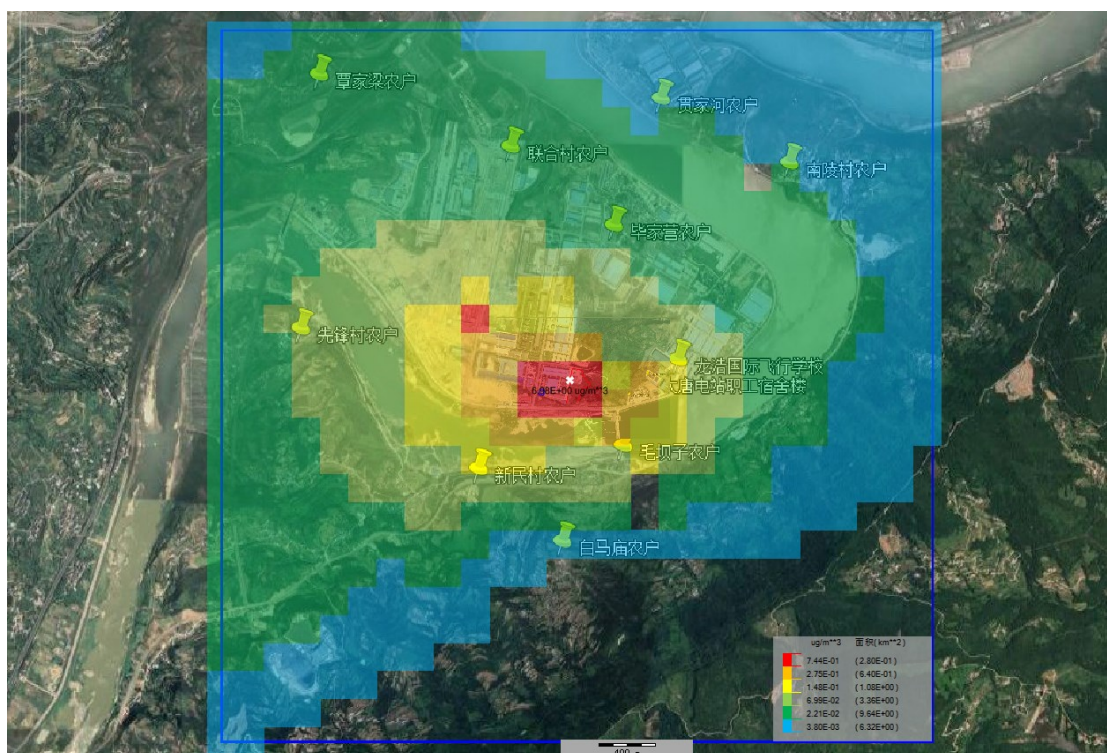 覃家梁农户
贯家河农户
联合村农户
南陵村农户
毕家营农户
先锋村农户
龙浩国际飞行学校
大唐电站职工宿舍楼
6.98E+00 ug/m**3
毛坝子农户
新民村农户
白马庙农户
ug/m**3 面积(km**2)
7.44E-01 (2.80E-01)
2.75E-01 (6.40E-01)
1.48E-01 (1.08E+00)
6.99E-02 (3.36E+00)
2.21E-02 (9.64E+00)
3.80E-03 (6.32E+00)
400